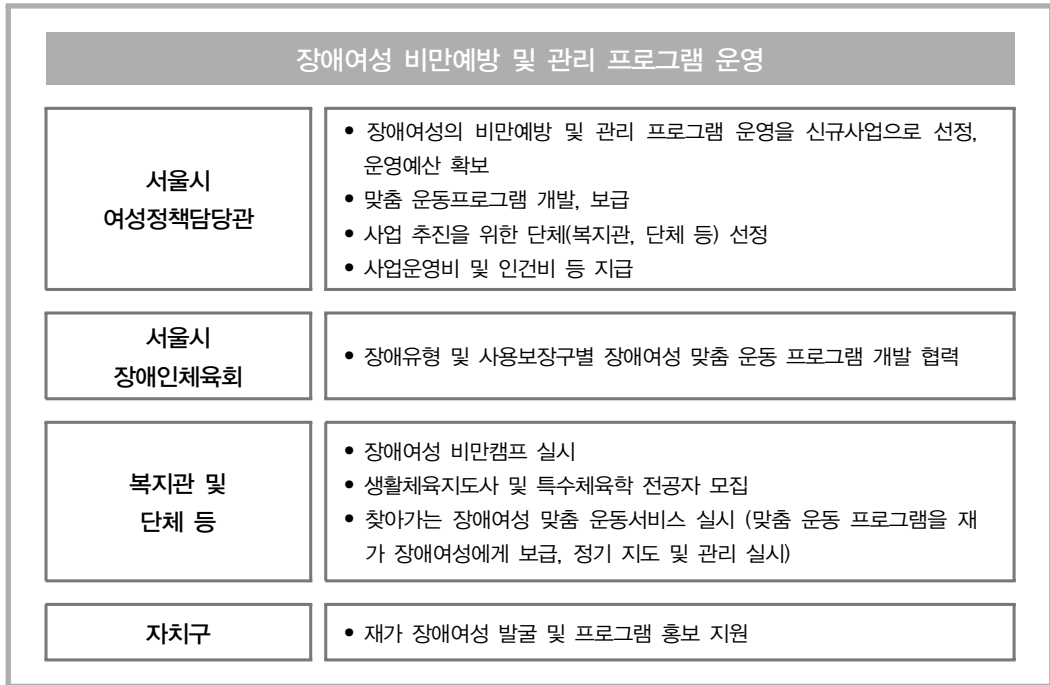 장애여성 비만예방 및 관리 프로그램 운영
서울시
여성정책담당관
• 장애여성의 비만예방 및 관리 프로그램 운영을 신규사업으로 선정,
운영예산 확보
• 맞춤 운동프로그램 개발, 보급
• 사업 추진을 위한 단체(복지관, 단체 등) 선정
• 사업운영비 및 인건비 등 지급
서울시
장애인체육회
• 장애유형 및 사용보장구별 장애여성 맞춤 운동 프로그램 개발 협력
복지관 및
단체 등
• 장애여성 비만캠프 실시
• 생활체육지도사 및 특수체육학 전공자 모집
• 찾아가는 장애여성 맞춤 운동서비스 실시 (맞춤 운동 프로그램을 재
가 장애여성에게 보급, 정기 지도 및 관리 실시)
자치구
• 재가 장애여성 발굴 및 프로그램 홍보 지원